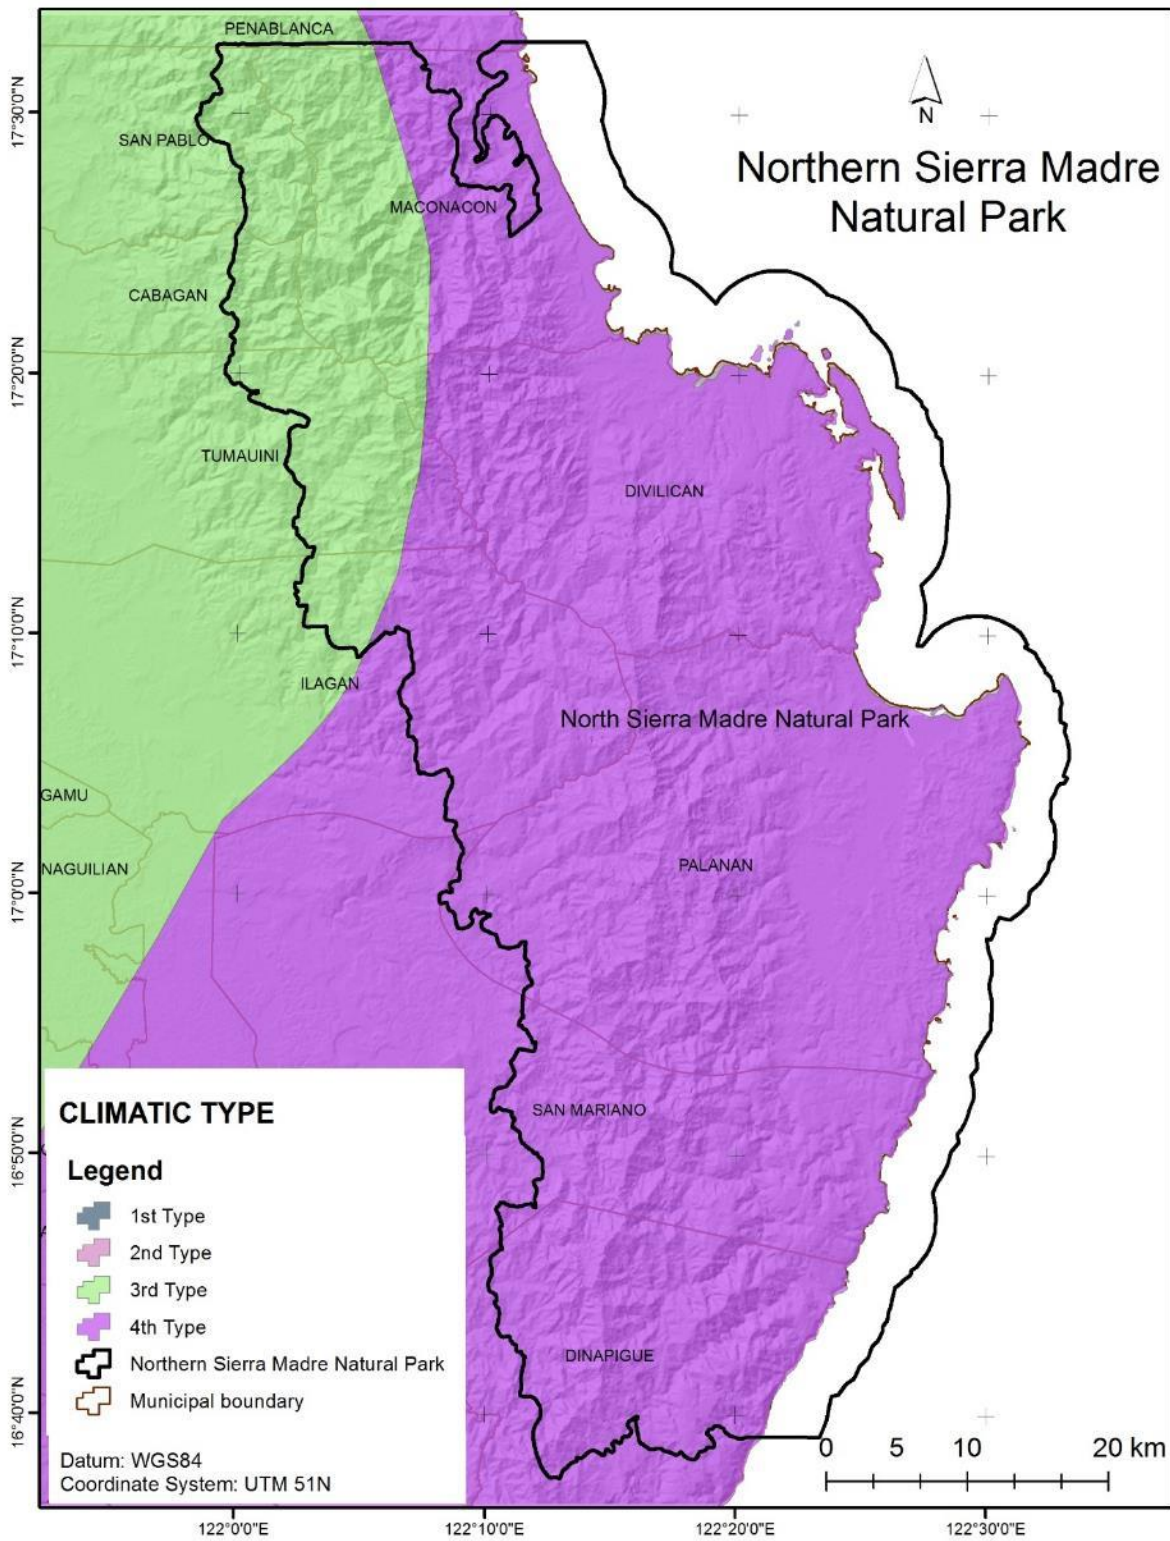 PENABLANCA
N
Northern Sierra Madre
Natural Park
17°30'0"N
SAN PABLO
MACONACON
CABAGAN
17°20'0"N
TUMAUINI
DIVILICAN
17°10'0"N
ILAGAN
North Sierra Madre Natural Park
GAMU
NAGUILIAN
PALANAN
17°0'0"N
SAN MARIANO
16°50'0"N
DINAPIGUE
16°40'0"N
CLIMATIC TYPE
Legend
1st Type
2nd Type
3rd Type
4th Type
Northern Sierra Madre Natural Park
Municipal boundary
Datum: WGS84
Coordinate System: UTM 51N
0 5 10 20 km
122°0'0"E 122°10'0"E 122°20'0"E 122°30'0"E